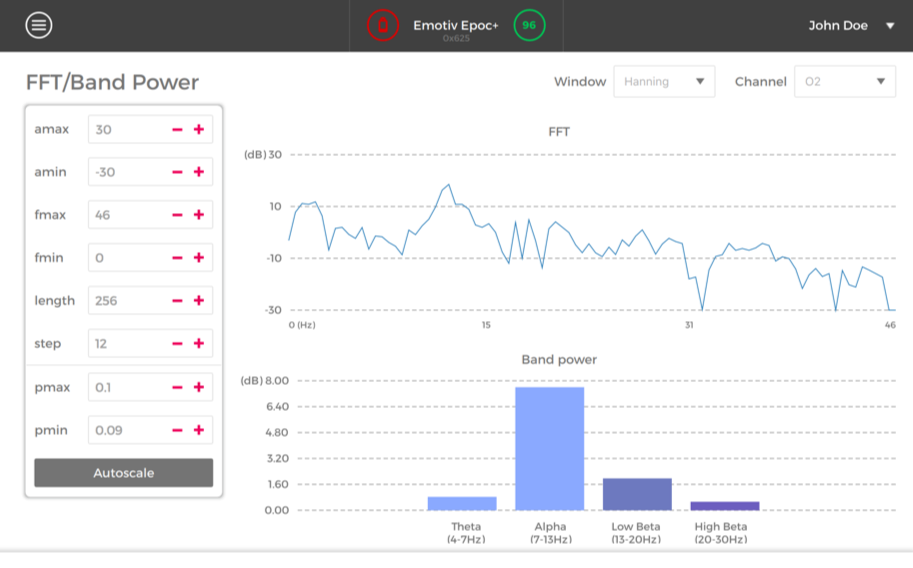 Emotiv Epoc+ 96 John Doe
0x625
FFT/Band Power Window Hanning Channel O2
amax 30 − +
amin -30 − +
fmax 46 − +
fmin 0 − +
length 256 − +
step 12 − +
pmax 0.1 − +
pmin 0.09 − +
Autoscale
FFT
(dB) 30
10
-10
-30
0 (Hz) 15 31 46
Band power
(dB) 8.00
6.40
4.80
3.20
1.60
0.00
Theta Alpha Low Beta High Beta
(4-7Hz) (7-13Hz) (13-20Hz) (20-30Hz)